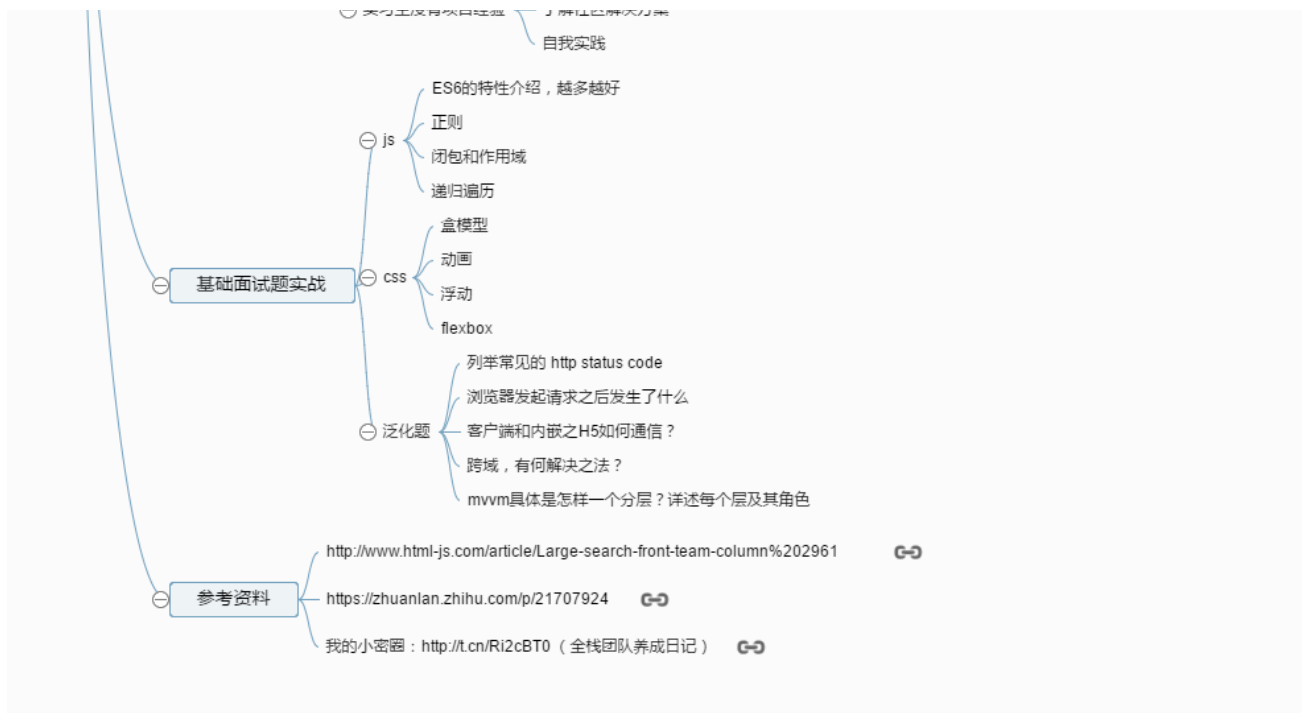 自我实践
ES6的特性介绍，越多越好
正则
js
闭包和作用域
递归遍历
盒模型
动画
css
基础面试题实战
浮动
flexbox
列举常见的 http status code
浏览器发起请求之后发生了什么
泛化题
客户端和内嵌之H5如何通信？
跨域，有何解决之法？
mvvm具体是怎样一个分层？详述每个层及其角色
http://www.html-js.com/article/Large-search-front-team-column%202961
参考资料
https://zhuanlan.zhihu.com/p/21707924
我的小密圈：http://t.cn/Ri2cBT0（全栈团队养成日记）